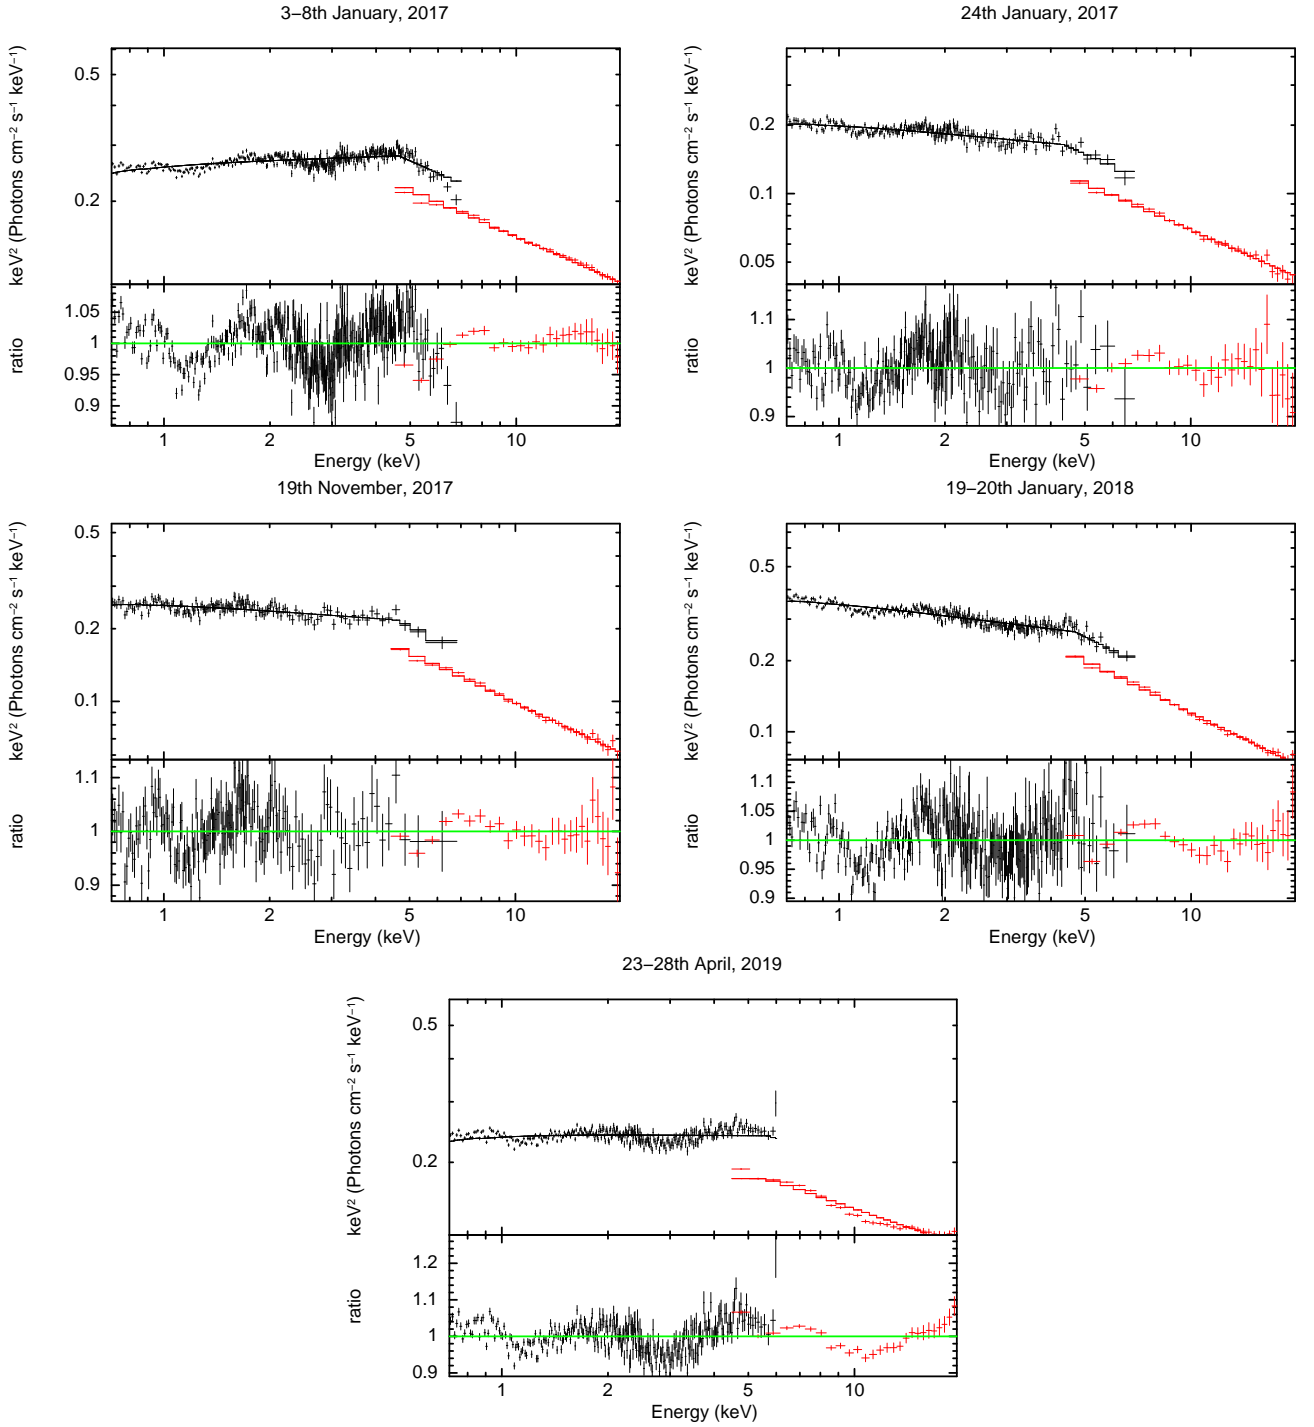 3–8th January, 2017
keV² (Photons cm⁻² s⁻¹ keV⁻¹)
0.5
0.2
ratio
1.05
1
0.95
0.9
1
2
5
10
Energy (keV)
24th January, 2017
keV² (Photons cm⁻² s⁻¹ keV⁻¹)
0.2
0.1
0.05
ratio
1.1
1
0.9
1
2
5
10
Energy (keV)
19th November, 2017
keV² (Photons cm⁻² s⁻¹ keV⁻¹)
0.5
0.2
0.1
ratio
1.1
1
0.9
1
2
5
10
Energy (keV)
19–20th January, 2018
keV² (Photons cm⁻² s⁻¹ keV⁻¹)
0.5
0.2
0.1
ratio
1.1
1.05
1
0.95
0.9
1
2
5
10
Energy (keV)
23–28th April, 2019
keV² (Photons cm⁻² s⁻¹ keV⁻¹)
0.5
0.2
ratio
1.2
1.1
1
0.9
1
2
5
10
Energy (keV)